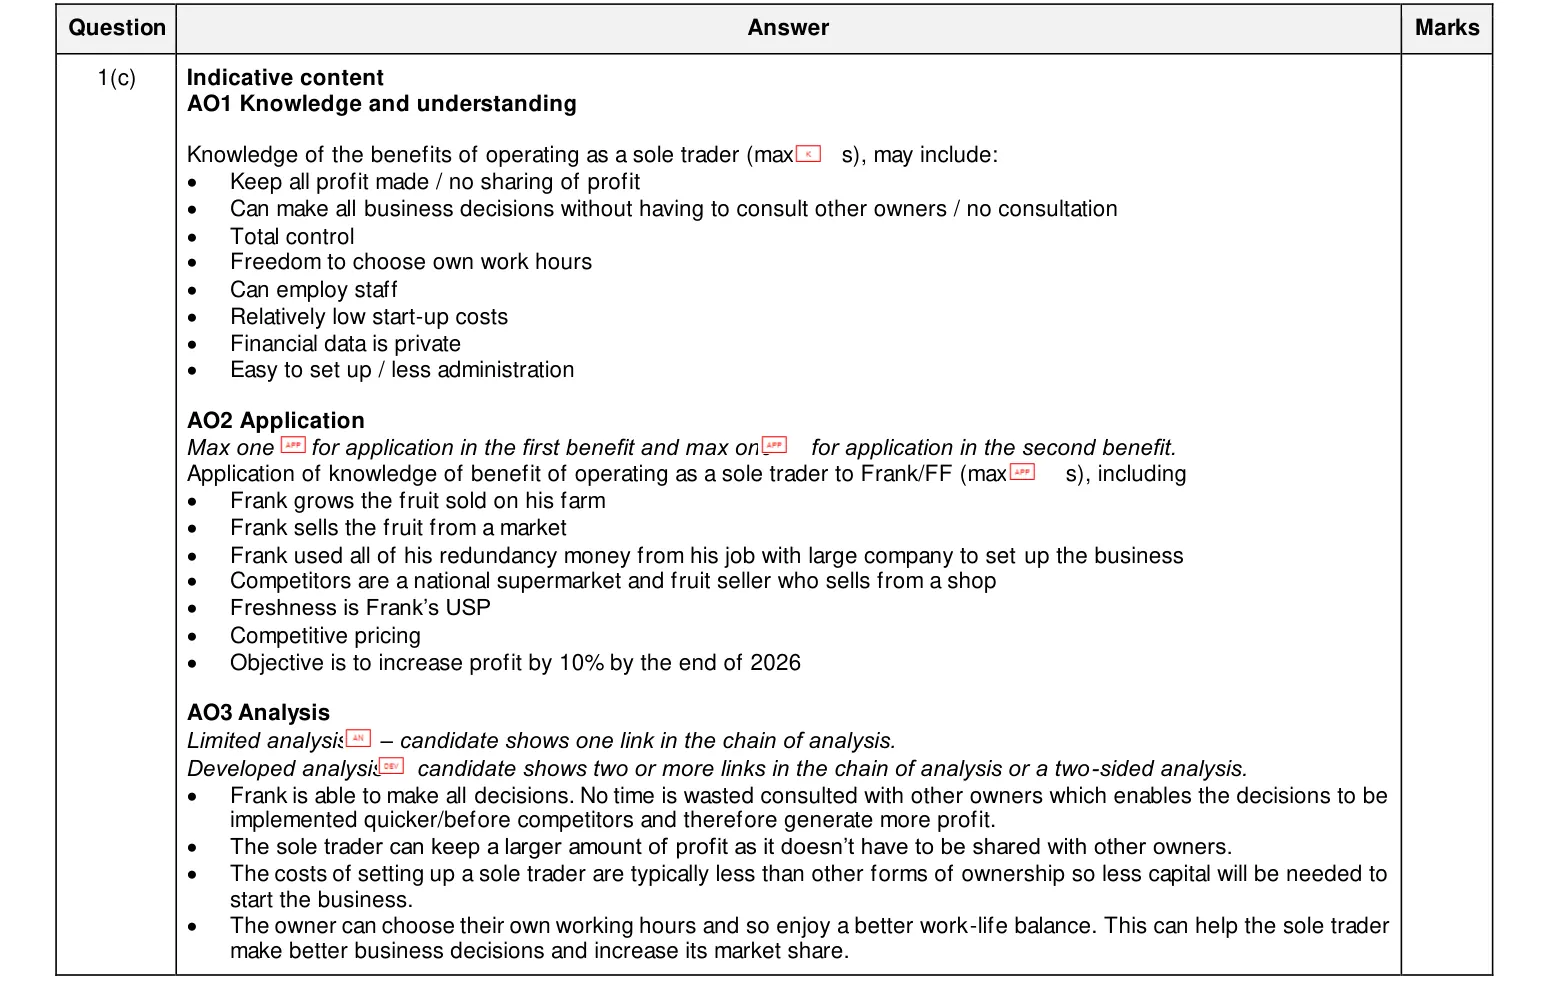 Question Answer Marks
1(c) Indicative content
AO1 Knowledge and understanding
Knowledge of the benefits of operating as a sole trader (max K s), may include:
• Keep all profit made / no sharing of profit
• Can make all business decisions without having to consult other owners / no consultation
• Total control
• Freedom to choose own work hours
• Can employ staff
• Relatively low start-up costs
• Financial data is private
• Easy to set up / less administration
AO2 Application
Max one APP for application in the first benefit and max one APP for application in the second benefit.
Application of knowledge of benefit of operating as a sole trader to Frank/FF (max APP s), including
• Frank grows the fruit sold on his farm
• Frank sells the fruit from a market
• Frank used all of his redundancy money from his job with large company to set up the business
• Competitors are a national supermarket and fruit seller who sells from a shop
• Freshness is Frank's USP
• Competitive pricing
• Objective is to increase profit by 10% by the end of 2026
AO3 Analysis
Limited analysis AN – candidate shows one link in the chain of analysis.
Developed analysis DEV candidate shows two or more links in the chain of analysis or a two-sided analysis.
• Frank is able to make all decisions. No time is wasted consulted with other owners which enables the decisions to be
implemented quicker/before competitors and therefore generate more profit.
• The sole trader can keep a larger amount of profit as it doesn't have to be shared with other owners.
• The costs of setting up a sole trader are typically less than other forms of ownership so less capital will be needed to
start the business.
• The owner can choose their own working hours and so enjoy a better work-life balance. This can help the sole trader
make better business decisions and increase its market share.